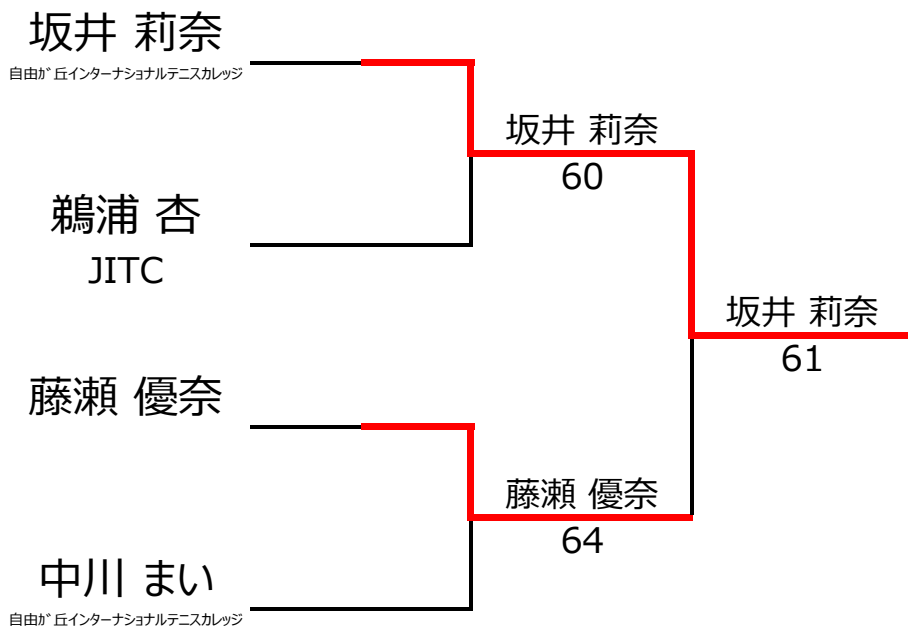 坂井 莉奈
自由が丘インターナショナルテニスカレッジ
坂井 莉奈
60
鵜浦 杏
JITC
坂井 莉奈
61
藤瀬 優奈
藤瀬 優奈
64
中川 まい
自由が丘インターナショナルテニスカレッジ